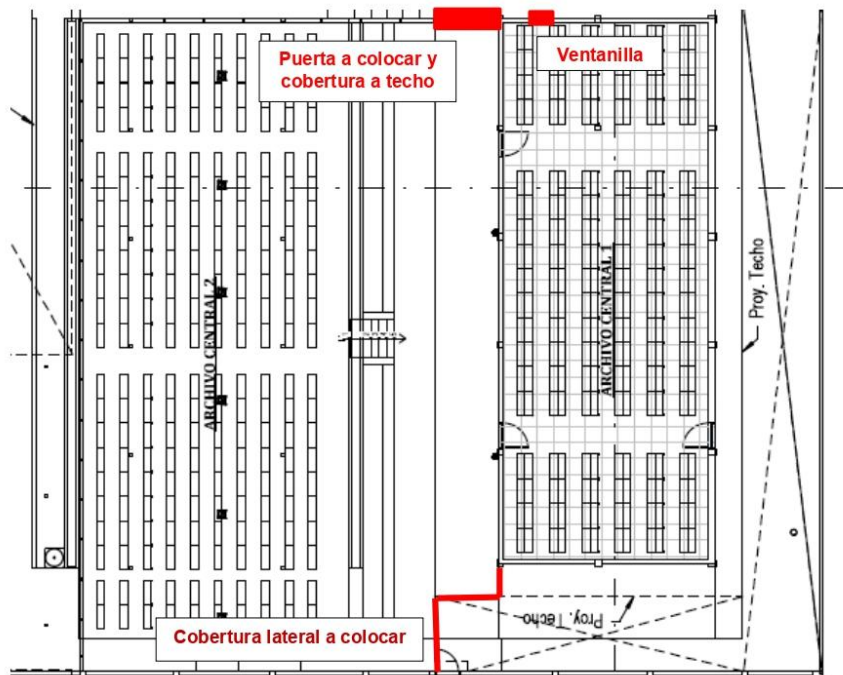 Puerta a colocar y
cobertura a techo
Ventanilla
ARCHIVO CENTRAL 2
ARCHIVO CENTRAL 1
Proy. Techo
Proy. Techo
Cobertura lateral a colocar